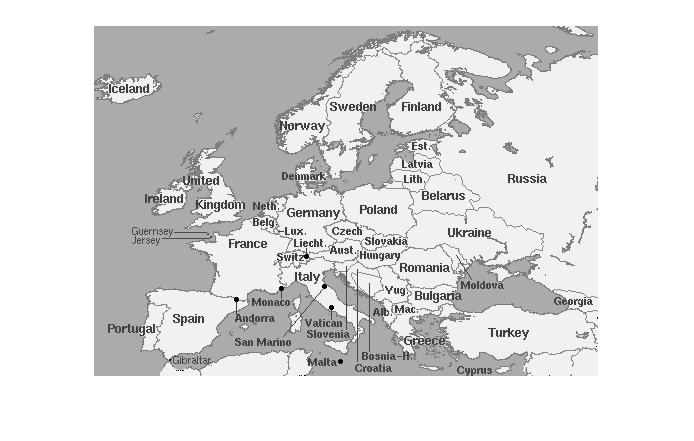 Iceland
Sweden
Finland
Norway
Est.
Latvia
Lith.
Denmark
Russia
United
Kingdom
Ireland
Belarus
Neth.
Germany
Poland
Belg.
Guernsey
Jersey
Lux.
Czech
Ukraine
France
Liecht.
Slovakia
Aust.
Hungary
Switz
Romania
Italy
Moldova
Yug.
Bulgaria
Monaco
Georgia
Andorra
Spain
Alb.
Mac.
Portugal
Vatican
Slovenia
San Marino
Greece
Turkey
Gibraltar
Bosnia-H.
Malta
Croatia
Cyprus